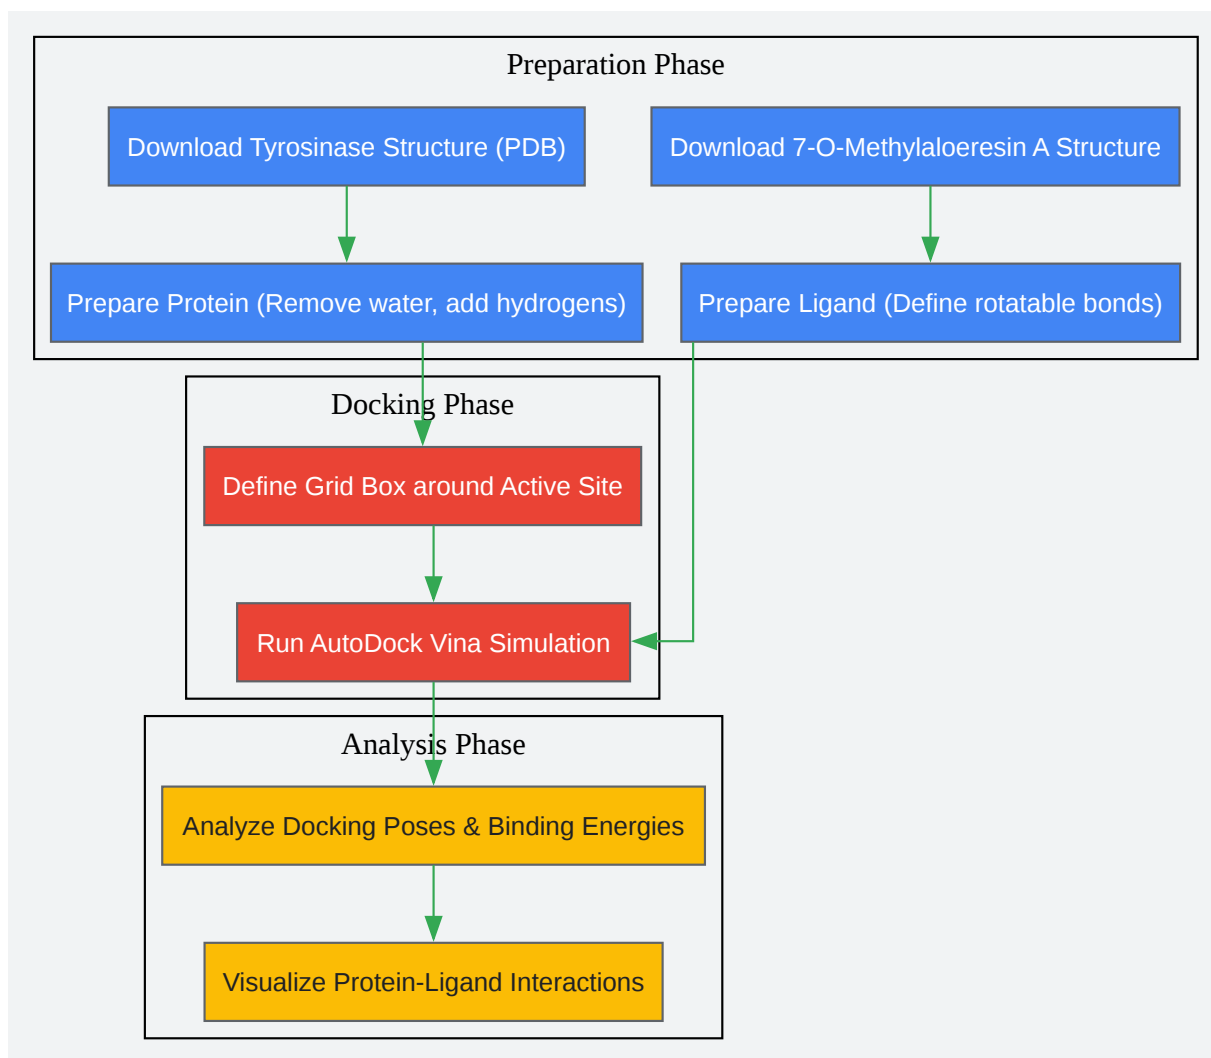 Preparation Phase
Download Tyrosinase Structure (PDB)
Download 7-O-Methylaloeresin A Structure
Prepare Protein (Remove water, add hydrogens)
Prepare Ligand (Define rotatable bonds)
Docking Phase
Define Grid Box around Active Site
Run AutoDock Vina Simulation
Analysis Phase
Analyze Docking Poses & Binding Energies
Visualize Protein-Ligand Interactions